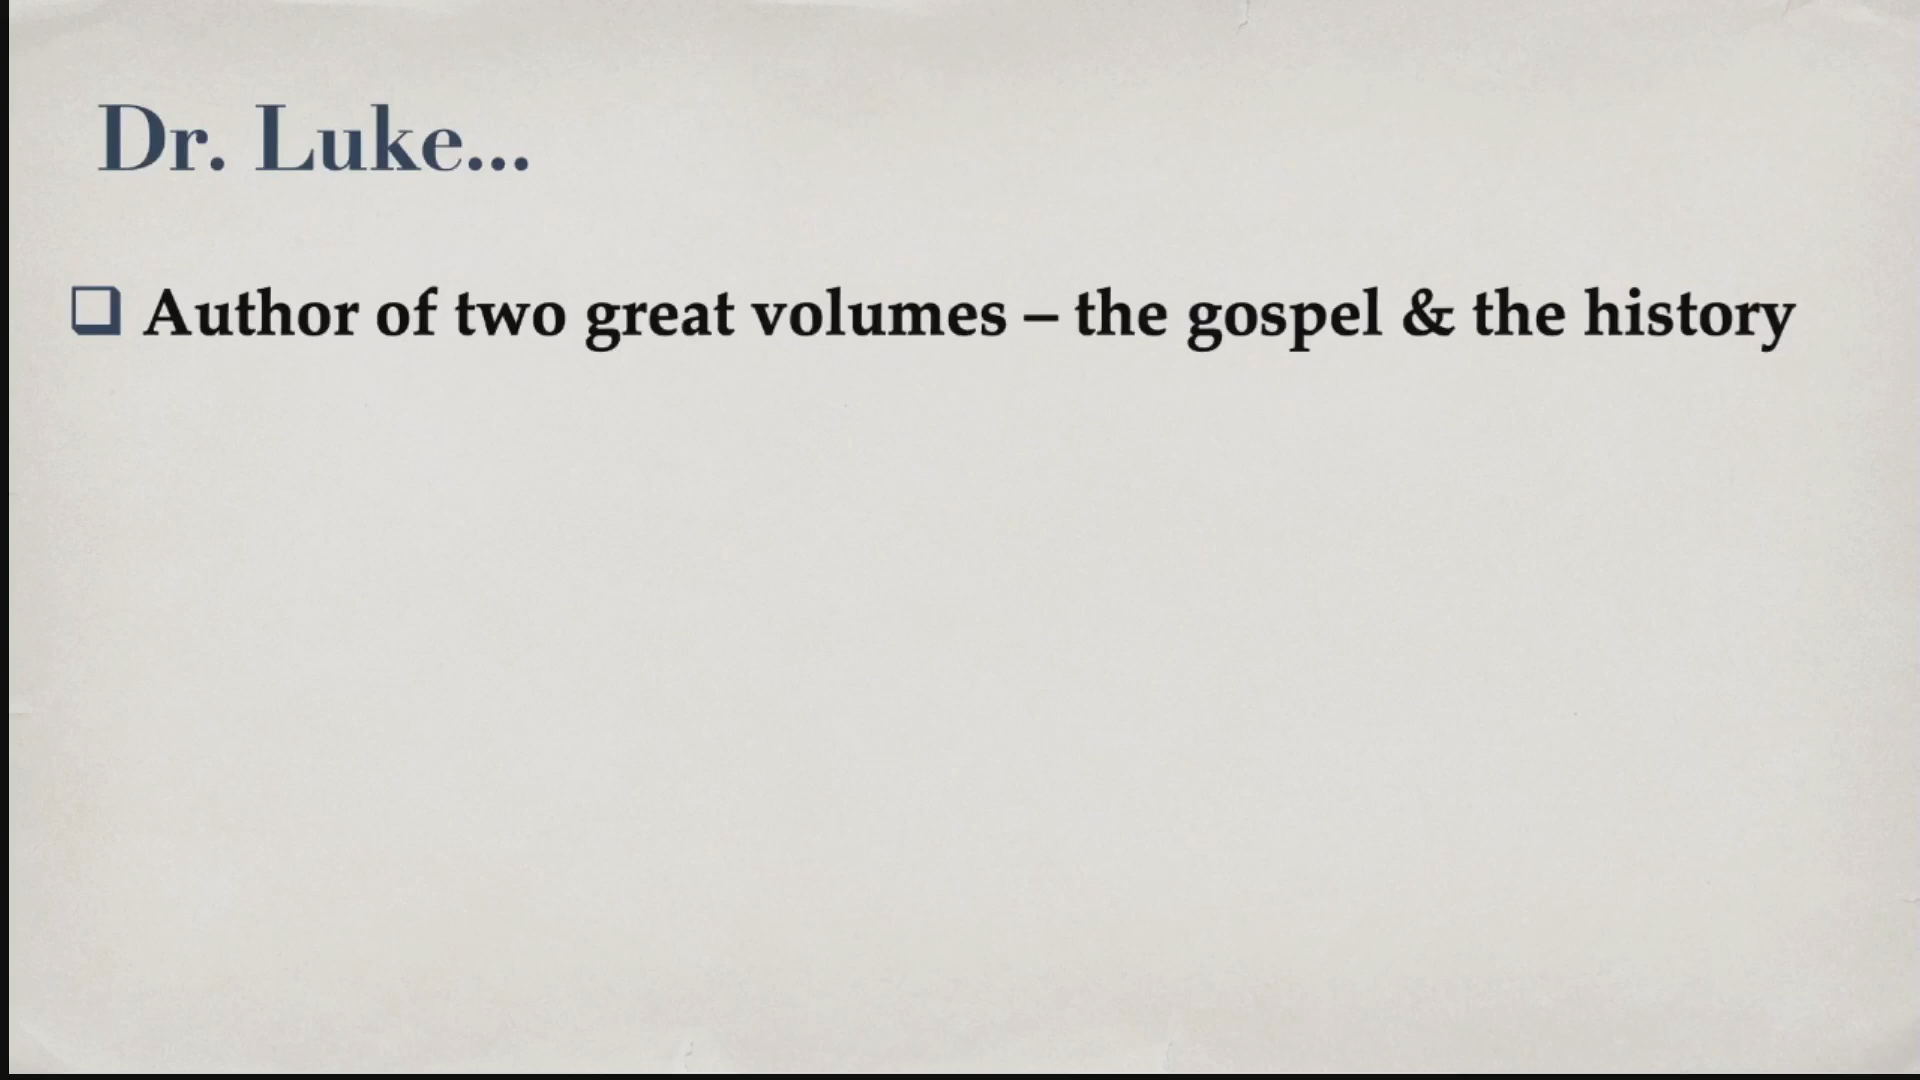 Dr. Luke...
❑ Author of two great volumes – the gospel & the history